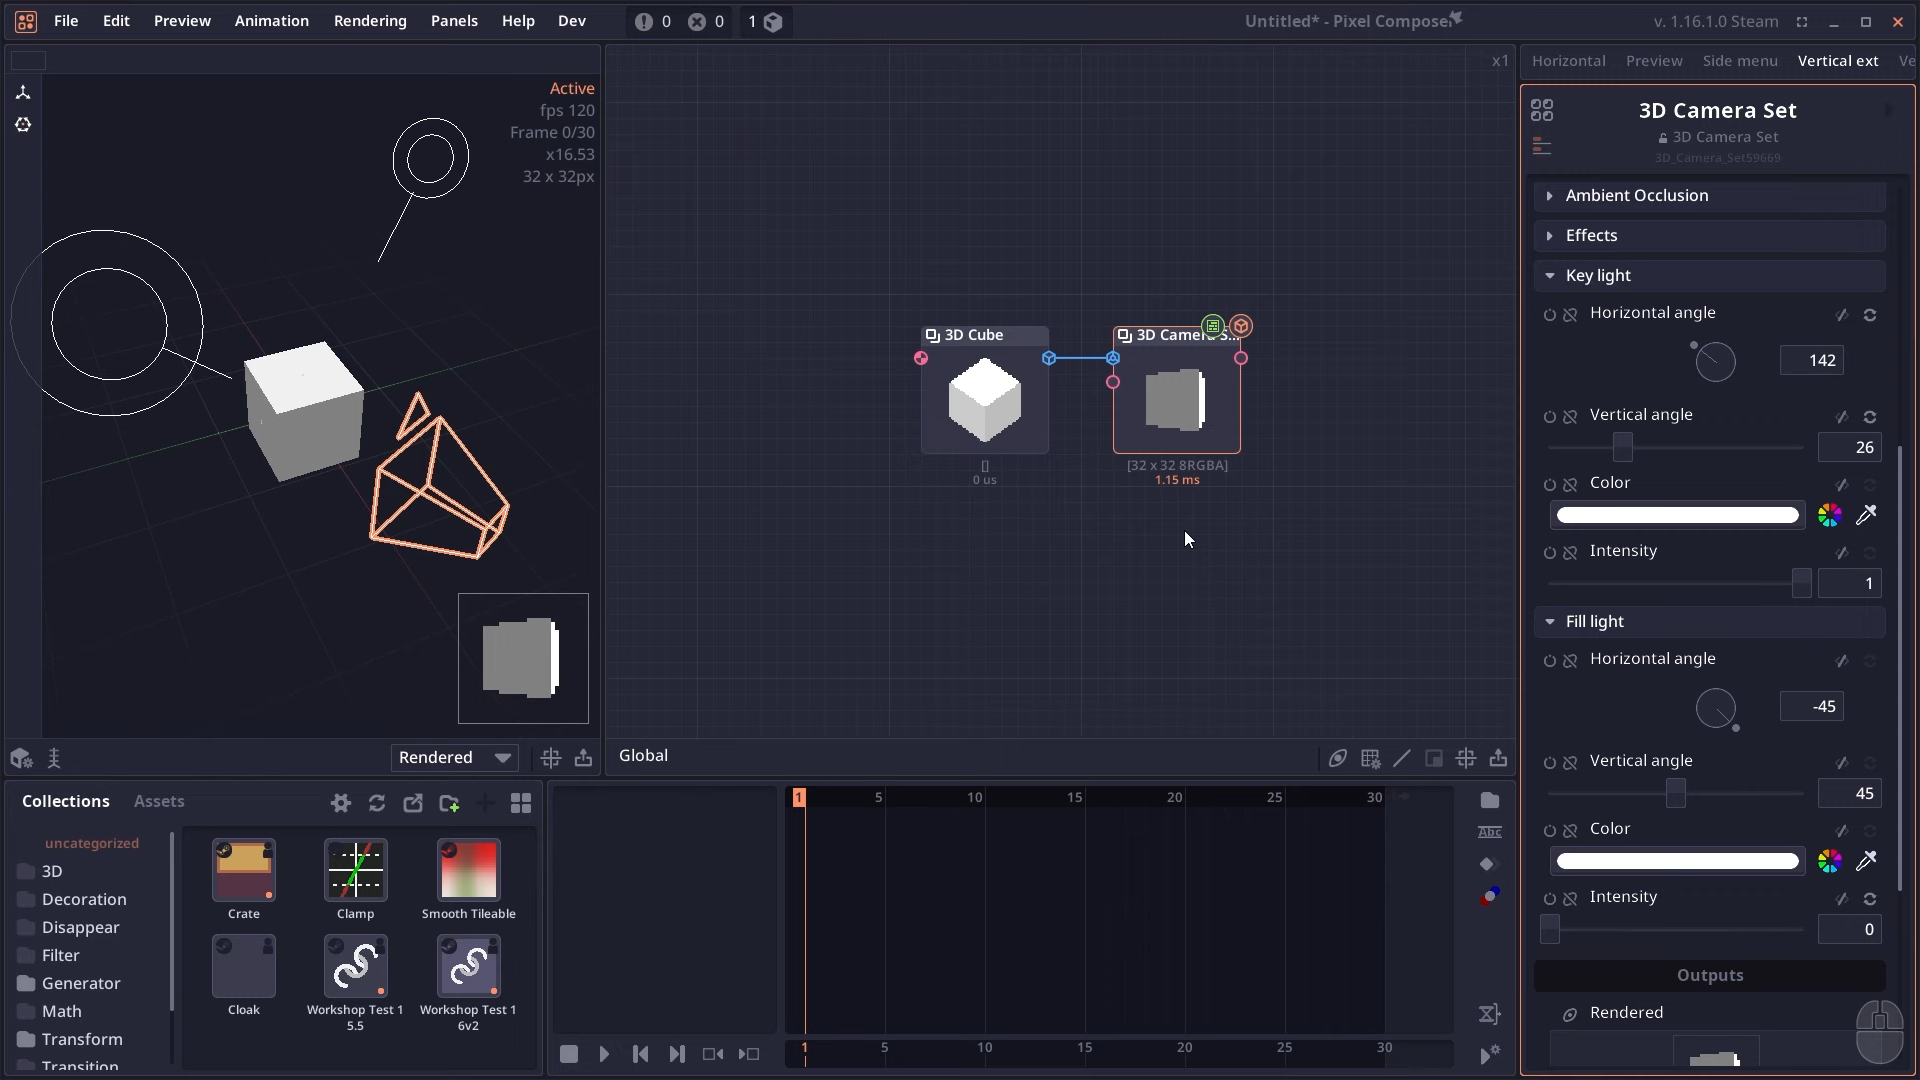 File Edit Preview Animation Rendering Panels Help Dev 0 0 1 Untitled* - Pixel Composer v. 1.16.1.0 Steam
Active
fps 120
Frame 0/30
x16.53
32 x 32px
Rendered
x1
3D Cube
[]
0 us
3D Camera S...
[32 x 32 8RGBA]
1.15 ms
Global
Horizontal Preview Side menu Vertical ext Ve
3D Camera Set
3D Camera Set
3D_Camera_Set59669
Ambient Occlusion
Effects
Key light
Horizontal angle
142
Vertical angle
26
Color
Intensity
1
Fill light
Horizontal angle
-45
Vertical angle
45
Color
Intensity
0
Outputs
Rendered
Collections Assets
uncategorized
3D
Decoration
Disappear
Filter
Generator
Math
Transform
Transition
Crate
Clamp
Smooth Tileable
Cloak
Workshop Test 1
5.5
Workshop Test 1
6v2
1 5 10 15 20 25 30
Abc
1 5 10 15 20 25 30